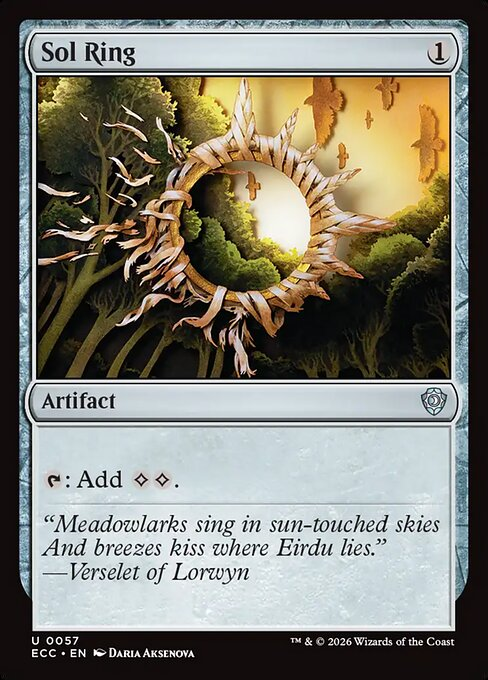 Sol Ring 1
Artifact
: Add .
“Meadowlarks sing in sun-touched skies
And breezes kiss where Eirdu lies.”
—Verselet of Lorwyn
U 0057
ECC • EN Daria Aksenova
™ & © 2026 Wizards of the Coast